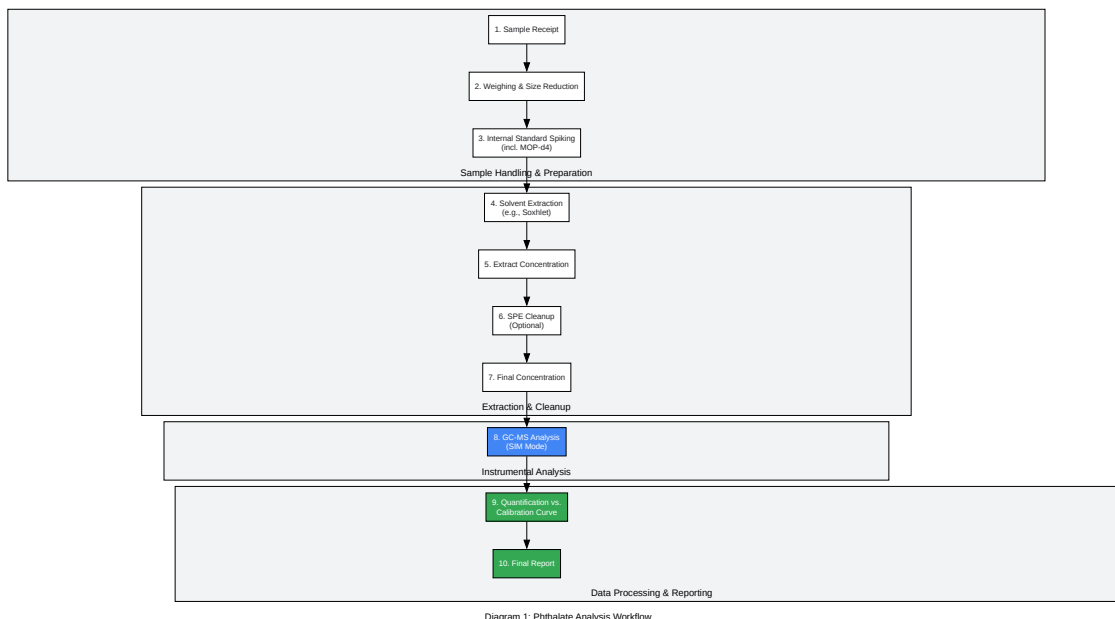 1. Sample Receipt
2. Weighing & Size Reduction
3. Internal Standard Spiking
(incl. MOP-d4)
Sample Handling & Preparation
4. Solvent Extraction
(e.g., Soxhlet)
5. Extract Concentration
6. SPE Cleanup
(Optional)
7. Final Concentration
Extraction & Cleanup
8. GC-MS Analysis
(SIM Mode)
Instrumental Analysis
9. Quantification vs.
Calibration Curve
10. Final Report
Data Processing & Reporting
Diagram 1: Phthalate Analysis Workflow